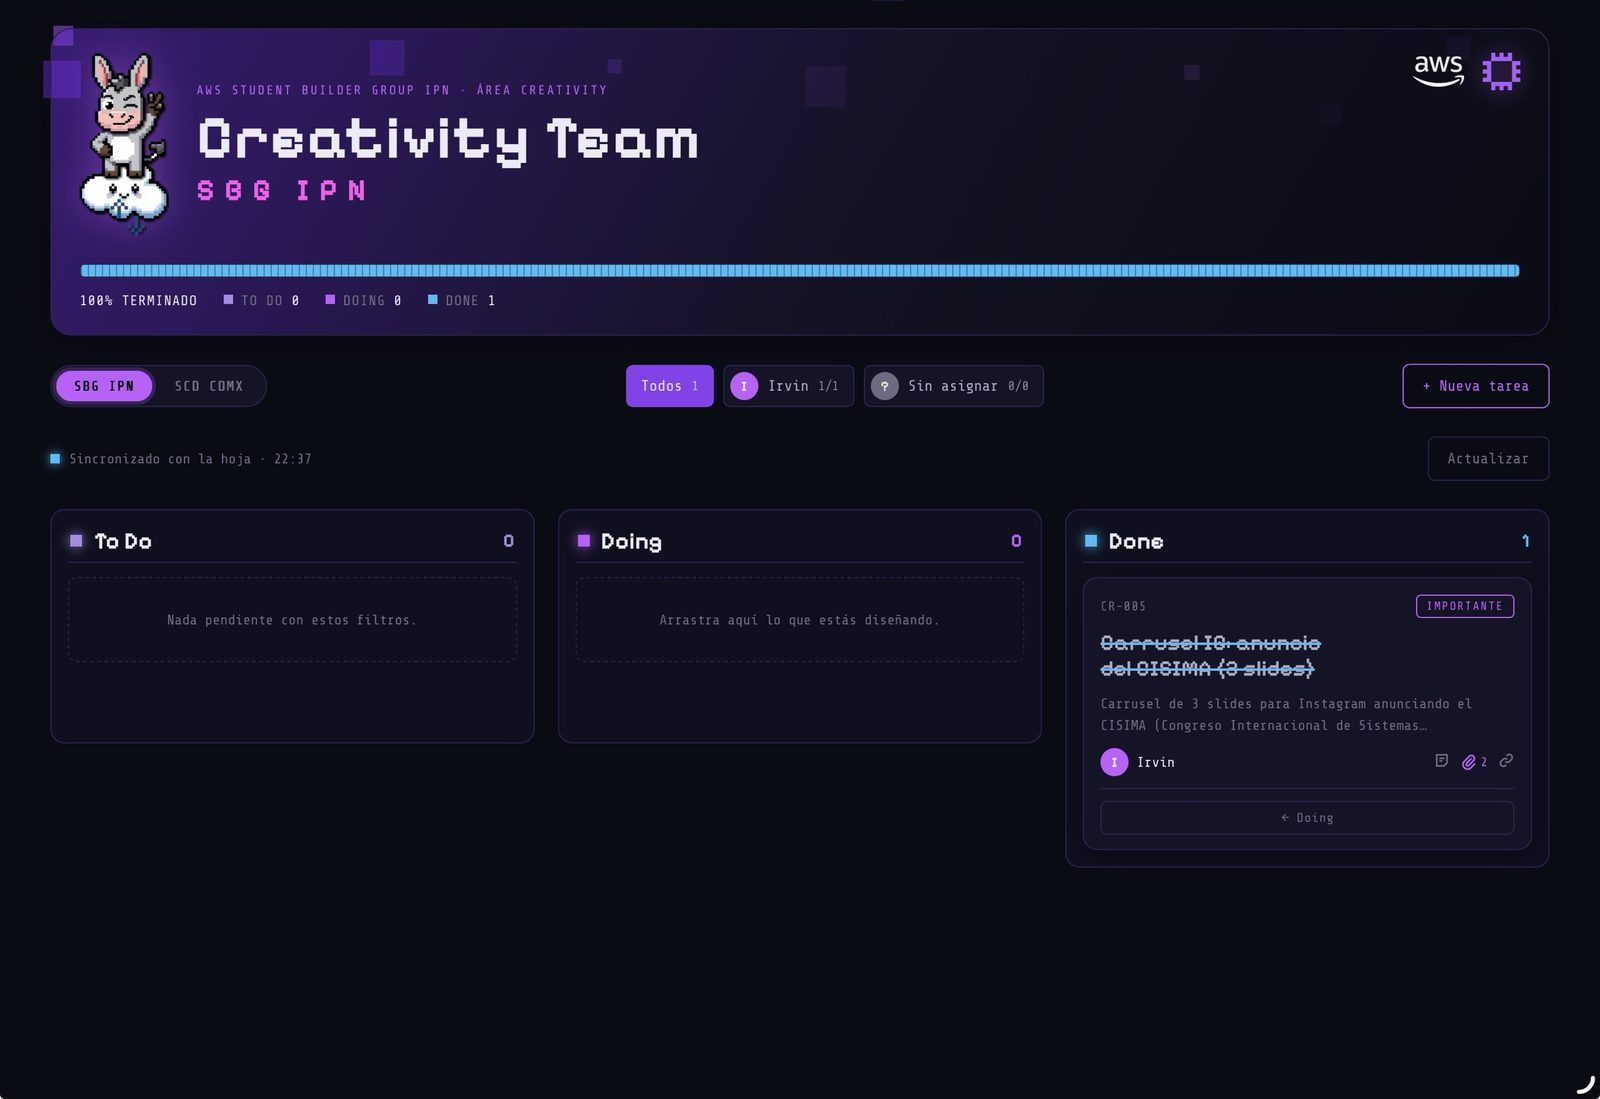 aws
AWS STUDENT BUILDER GROUP IPN · ÁREA CREATIVITY
Creativity Team
SBG IPN
100% TERMINADO TO DO 0 DOING 0 DONE 1
SBG IPN SCD CDMX
Todos 1 I Irvin 1/1 ? Sin asignar 0/0
+ Nueva tarea
Sincronizado con la hoja · 22:37
Actualizar
To Do 0
Nada pendiente con estos filtros.
Doing 0
Arrastra aquí lo que estás diseñando.
Done 1
CR-005 IMPORTANTE
Carrusel IG: anuncio
del CISIMA (3 slides)
Carrusel de 3 slides para Instagram anunciando el
CISIMA (Congreso Internacional de Sistemas…
I Irvin 2
← Doing